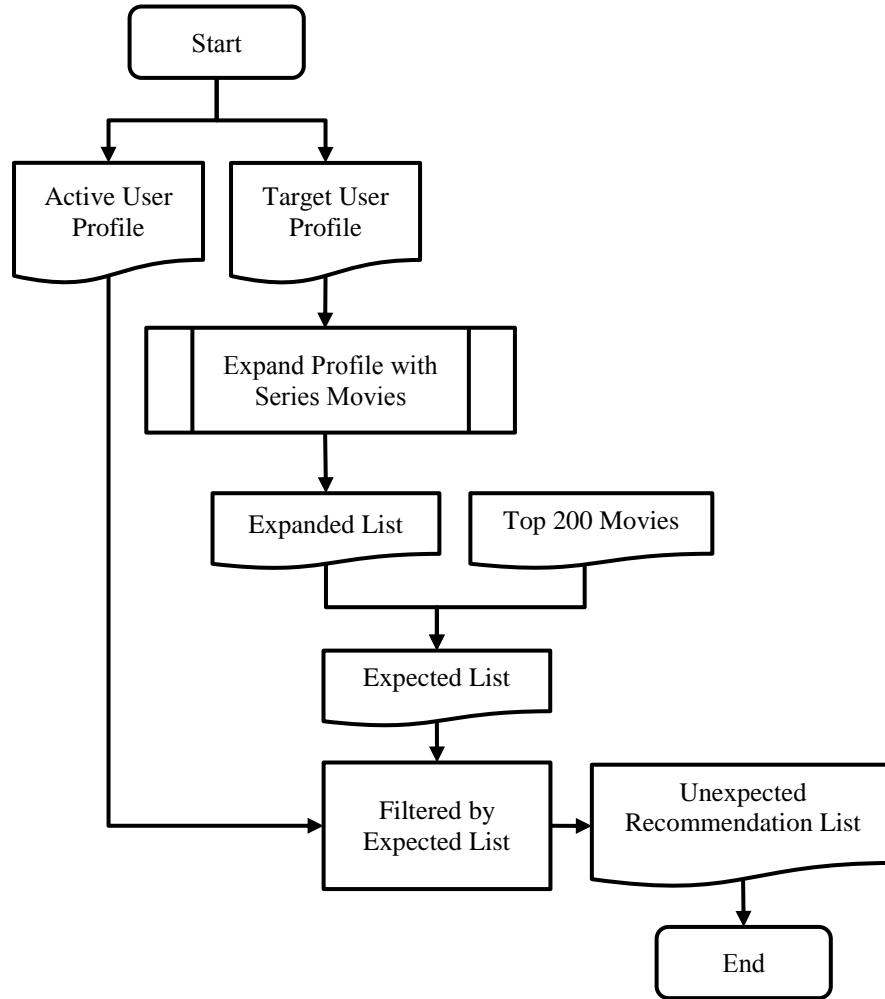 Start
Active User
Profile
Target User
Profile
Expand Profile with
Series Movies
Expanded List
Top 200 Movies
Expected List
Filtered by
Expected List
Unexpected
Recommendation List
End